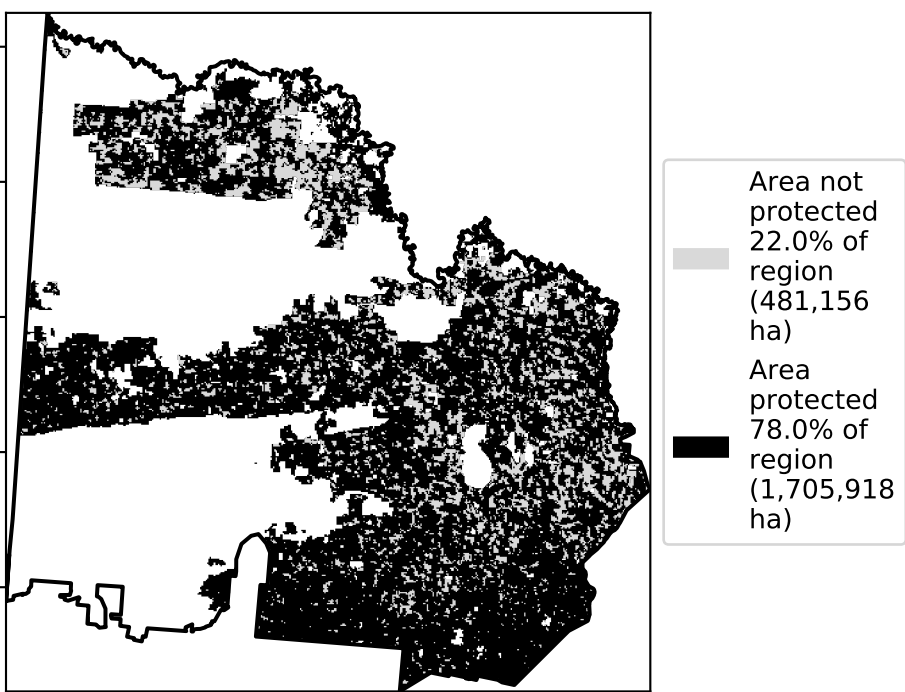 Area not
protected
22.0% of
region
(481,156
ha)
Area
protected
78.0% of
region
(1,705,918
ha)